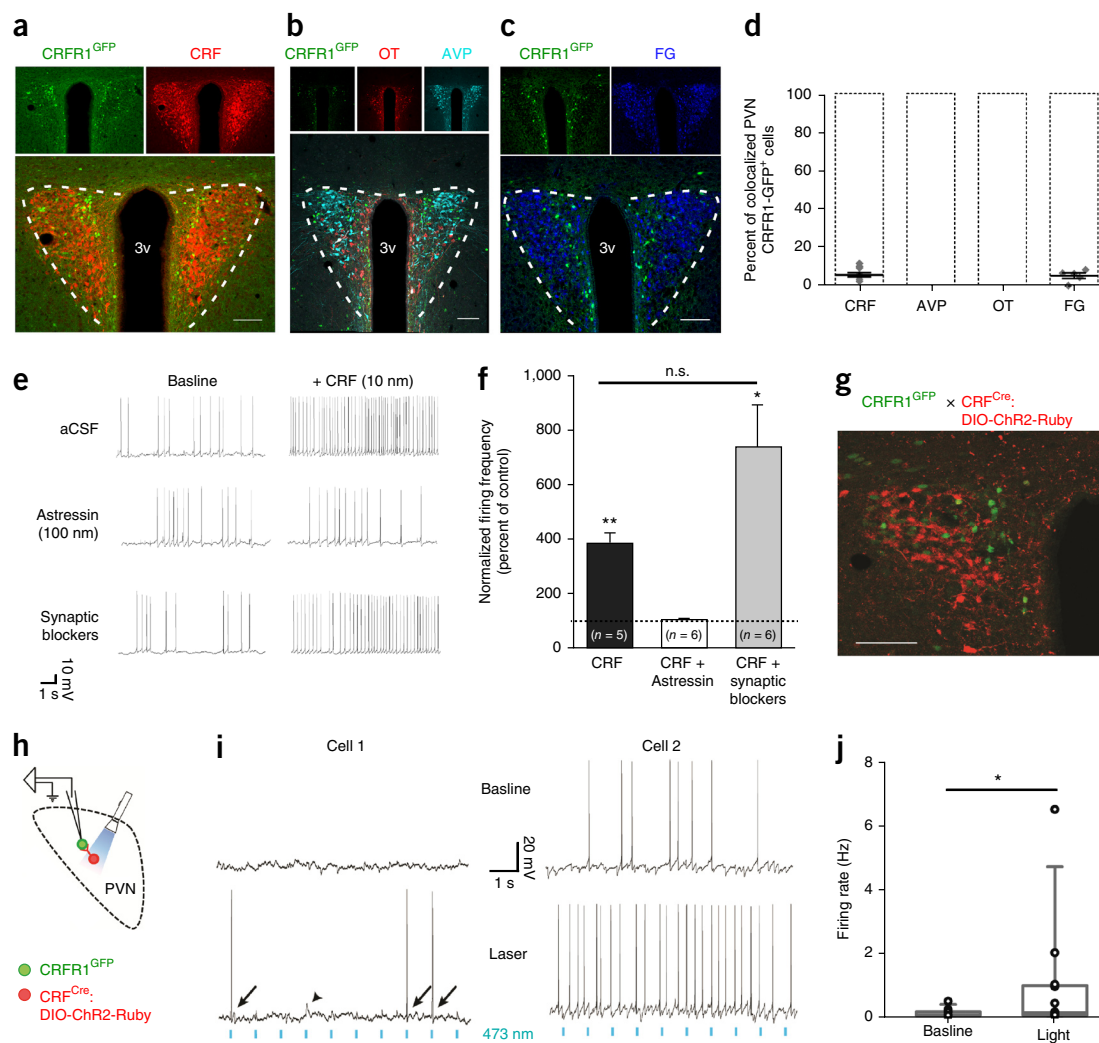 a
CRFR1GFP
CRF
3v
b
CRFR1GFP
OT
AVP
3v
c
CRFR1GFP
FG
3v
d
Percent of colocalized PVN
CRFR1-GFP+ cells
100
80
60
40
20
0
CRF
AVP
OT
FG
e
Basline
+ CRF (10 nm)
aCSF
Astressin
(100 nm)
Synaptic
blockers
10 mV
1 s
f
Normalized firing frequency
(percent of control)
1,000
800
600
400
200
0
n.s.
**
*
(n = 5)
(n = 6)
(n = 6)
CRF
CRF +
Astressin
CRF +
synaptic
blockers
g
CRFR1GFP × CRFCre:
DIO-ChR2-Ruby
h
PVN
CRFR1GFP
CRFCre:
DIO-ChR2-Ruby
i
Cell 1
Cell 2
Basline
20 mV
1 s
Laser
473 nm
j
Firing rate (Hz)
8
6
4
2
0
*
Basline
Light